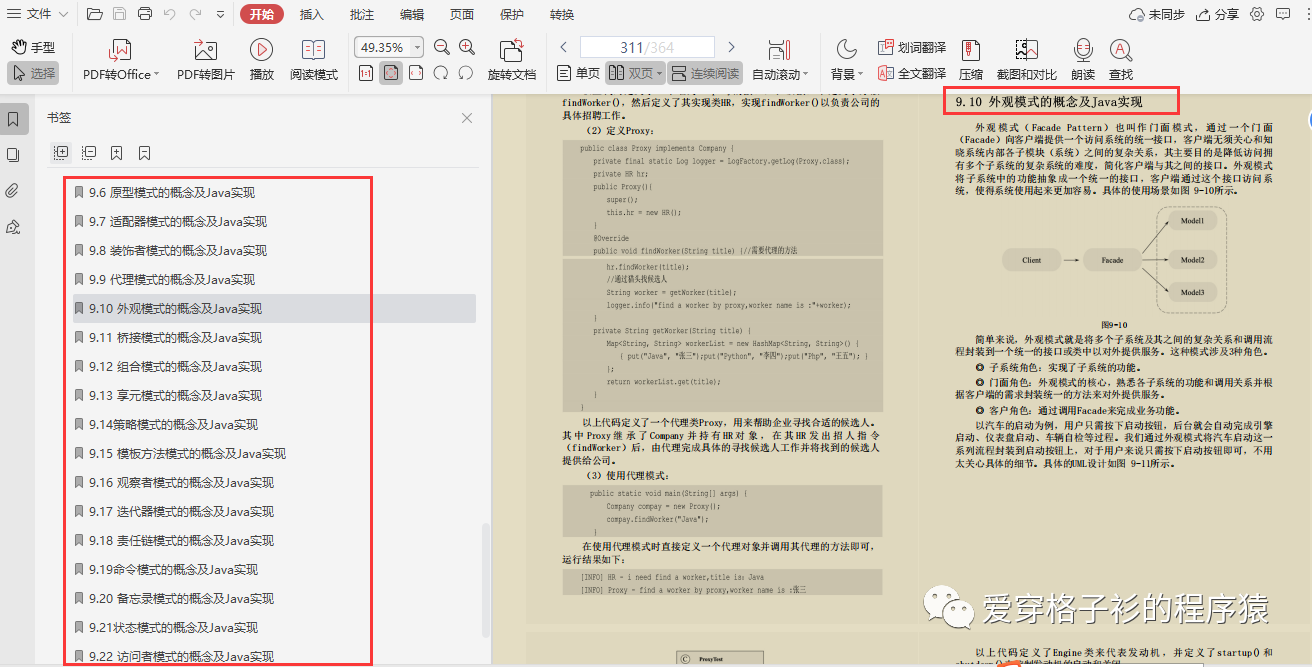 文件
开始
插入
批注
编辑
页面
保护
转换
未同步
分享
手型
选择
PDF转Office
PDF转图片
播放
阅读模式
49.35%
旋转文档
311/364
单页
双页
连续阅读
自动滚动
背景
划词翻译
全文翻译
压缩
截图和对比
朗读
查找
书签
9.6 原型模式的概念及Java实现
9.7 适配器模式的概念及Java实现
9.8 装饰者模式的概念及Java实现
9.9 代理模式的概念及Java实现
9.10 外观模式的概念及Java实现
9.11 桥接模式的概念及Java实现
9.12 组合模式的概念及Java实现
9.13 享元模式的概念及Java实现
9.14策略模式的概念及Java实现
9.15 模板方法模式的概念及Java实现
9.16 观察者模式的概念及Java实现
9.17 迭代器模式的概念及Java实现
9.18 责任链模式的概念及Java实现
9.19命令模式的概念及Java实现
9.20 备忘录模式的概念及Java实现
9.21状态模式的概念及Java实现
9.22 访问者模式的概念及Java实现
findWorker()，然后定义了其实现类HR，实现findWorker()以负责公司的
具体招聘工作。
（2）定义Proxy：
public class Proxy implements Company {
private final static Log logger = LogFactory.getLog(Proxy.class);
private HR hr;
public Proxy(){
super();
this.hr = new HR();
}
@Override
public void findWorker(String title) {//需要代理的方法
hr.findWorker(title);
//通过猎头找候选人
String worker = getWorker(title);
logger.info("find a worker by proxy,worker name is :"+worker);
}
private String getWorker(String title) {
Map<String, String> workerList = new HashMap<String, String>() {
{ put("Java", "张三");put("Python", "李四");put("Php", "王五"); }
};
return workerList.get(title);
}
}
以上代码定义了一个代理类Proxy，用来帮助企业寻找合适的候选人。
其中Proxy继承了Company并持有HR对象，在其HR发出招人指令
（findWorker）后，由代理完成具体的寻找候选人工作并将找到的候选人
提供给公司。
（3）使用代理模式：
public static void main(String[] args) {
Company compay = new Proxy();
compay.findWorker("Java");
}
在使用代理模式时直接定义一个代理对象并调用其代理的方法即可，
运行结果如下：
[INFO] HR - i need find a worker,title is: Java
[INFO] Proxy - find a worker by proxy,worker name is :张三
ProxyTest
9.10 外观模式的概念及Java实现
外观模式（Facade Pattern）也叫作门面模式，通过一个门面
（Facade）向客户端提供一个访问系统的统一接口，客户端无须关心和知
晓系统内部各子模块（系统）之间的复杂关系，其主要目的是降低访问拥
有多个子系统的复杂系统的难度，简化客户端与其之间的接口。外观模式
将子系统中的功能抽象成一个统一的接口，客户端通过这个接口访问系
统，使得系统使用起来更加容易。具体的使用场景如图 9-10所示。
Client
Facade
Model1
Model2
Model3
图9-10
简单来说，外观模式就是将多个子系统及其之间的复杂关系和调用流
程封装到一个统一的接口或类中以对外提供服务。这种模式涉及3种角色。
◎ 子系统角色：实现了子系统的功能。
◎ 门面角色：外观模式的核心，熟悉各子系统的功能和调用关系并根
据客户端的需求封装统一的方法来对外提供服务。
◎ 客户角色：通过调用Facade来完成业务功能。
以汽车的启动为例，用户只需按下启动按钮，后台就会自动完成引擎
启动、仪表盘启动、车辆自检等过程。我们通过外观模式将汽车启动这一
系列流程封装到启动按钮上，对于用户来说只需按下启动按钮即可，不用
太关心具体的细节。具体的UML设计如图 9-11所示。
爱穿格子衫的程序猿
以上代码定义了Engine类来代表发动机，并定义了startup()和